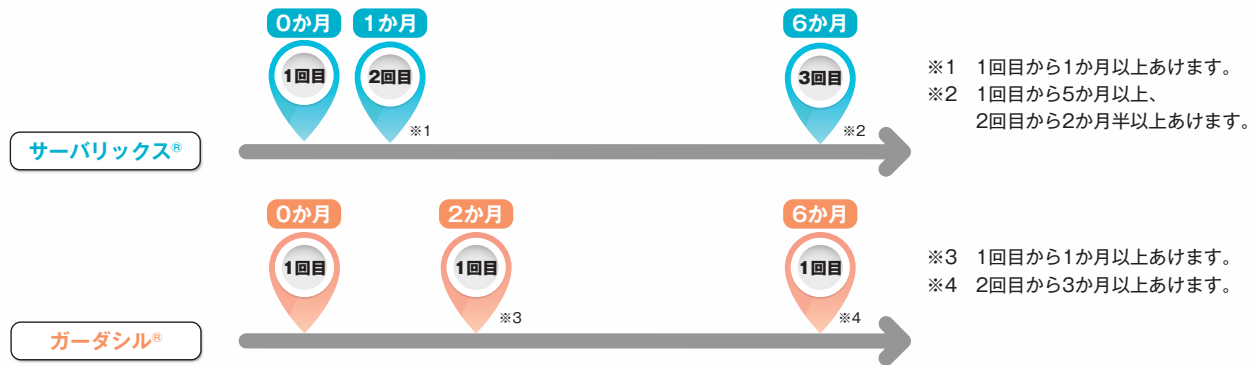 0か月 1か月 6か月
1回目 2回目 3回目
※1 ※2
サーバリックス®
※1 1回目から1か月以上あけます。
※2 1回目から5か月以上、
2回目から2か月半以上あけます。
0か月 2か月 6か月
1回目 1回目 1回目
※3 ※4
ガーダシル®
※3 1回目から1か月以上あけます。
※4 2回目から3か月以上あけます。